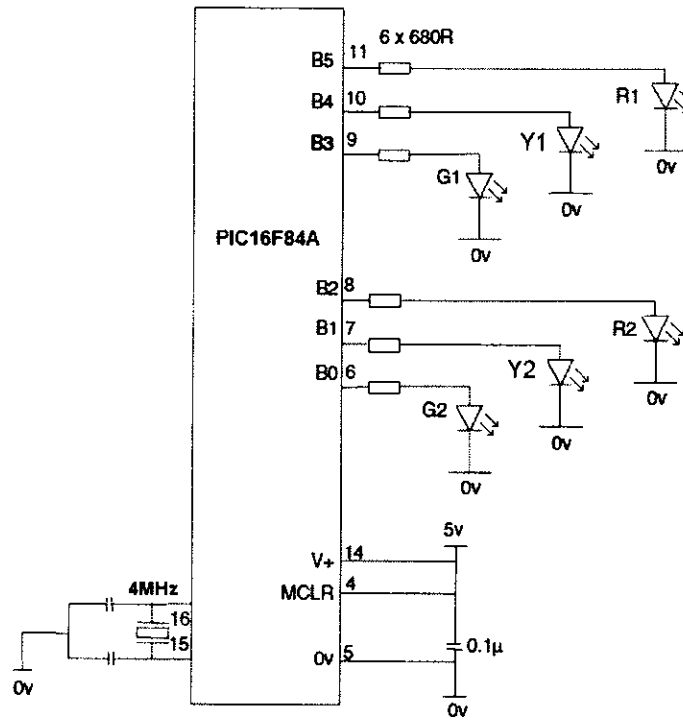 6 x 680R
B5 11
R1
0v
B4 10
Y1
0v
B3 9
G1
0v
PIC16F84A
B2 8
R2
0v
B1 7
Y2
0v
B0 6
G2
0v
5v
V+ 14
MCLR 4
4MHz
16
15
0v
0v 5
0.1µ
0v